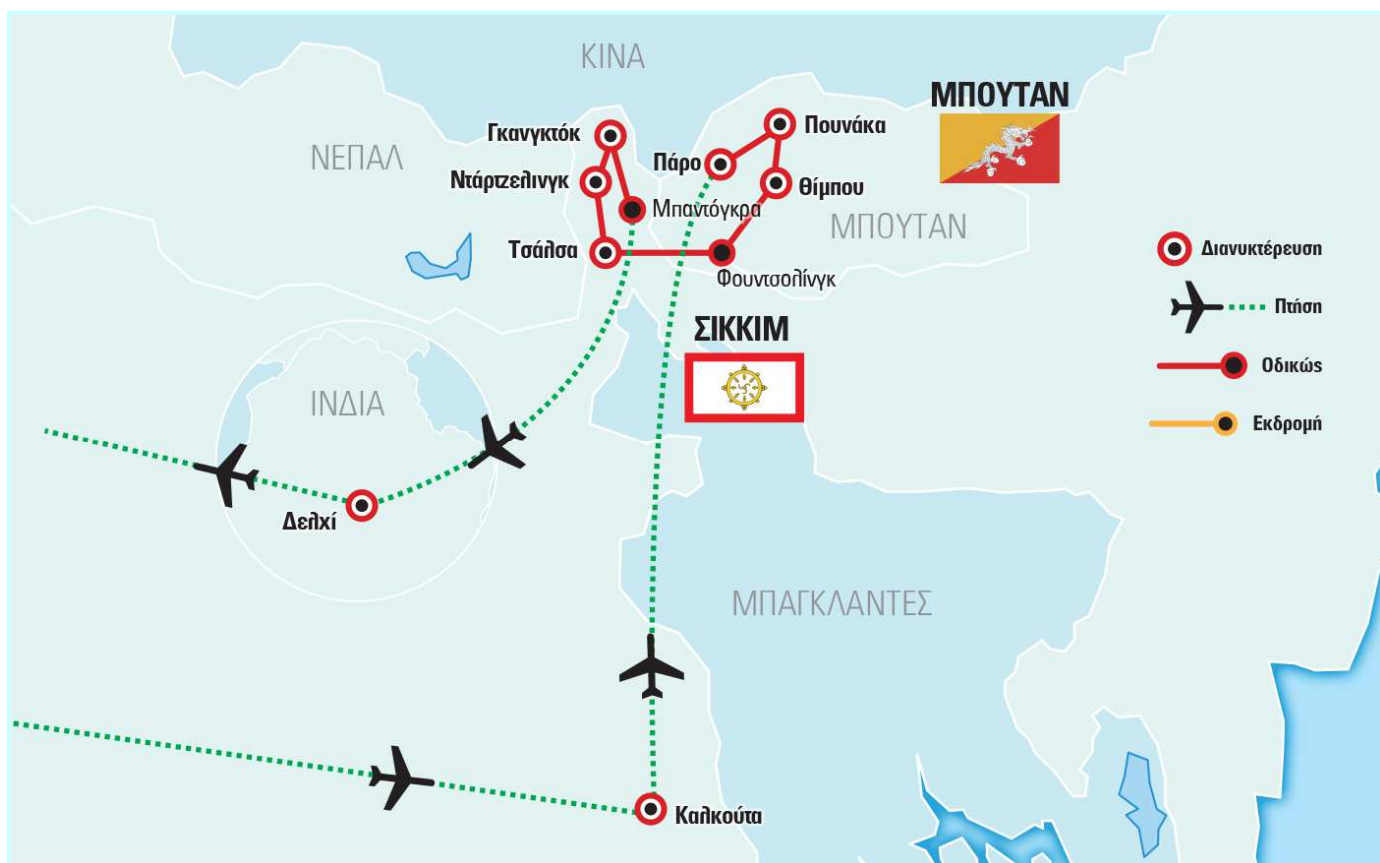 ΚΙΝΑ
ΜΠΟΥΤΑΝ
Γκανγκτόκ
Πουνάκα
ΝΕΠΑΛ
Πάρο
Ντάρτζελινγκ
Θίμπου
Μπαντόγκρα
ΜΠΟΥΤΑΝ
Τσάλσα
Διανυκτέρευση
Φουντσολίνγκ
Πτήση
ΣΙΚΚΙΜ
Οδικώς
ΙΝΔΙΑ
Εκδρομή
Δελχί
ΜΠΑΓΚΛΑΝΤΕΣ
Καλκούτα